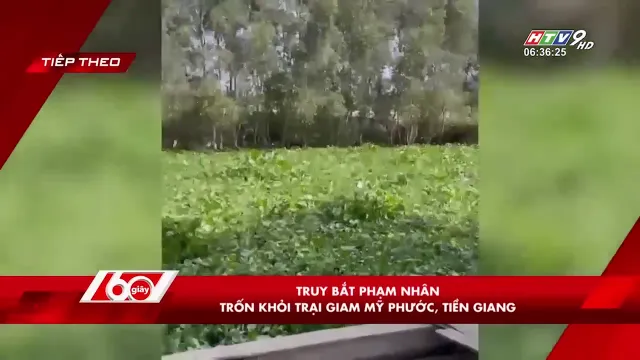 TIẾP THEO
HTV9 HD
06:36:25
60 giây
TRUY BẮT PHẠM NHÂN
TRỐN KHỎI TRẠI GIAM MỸ PHƯỚC, TIỀN GIANG